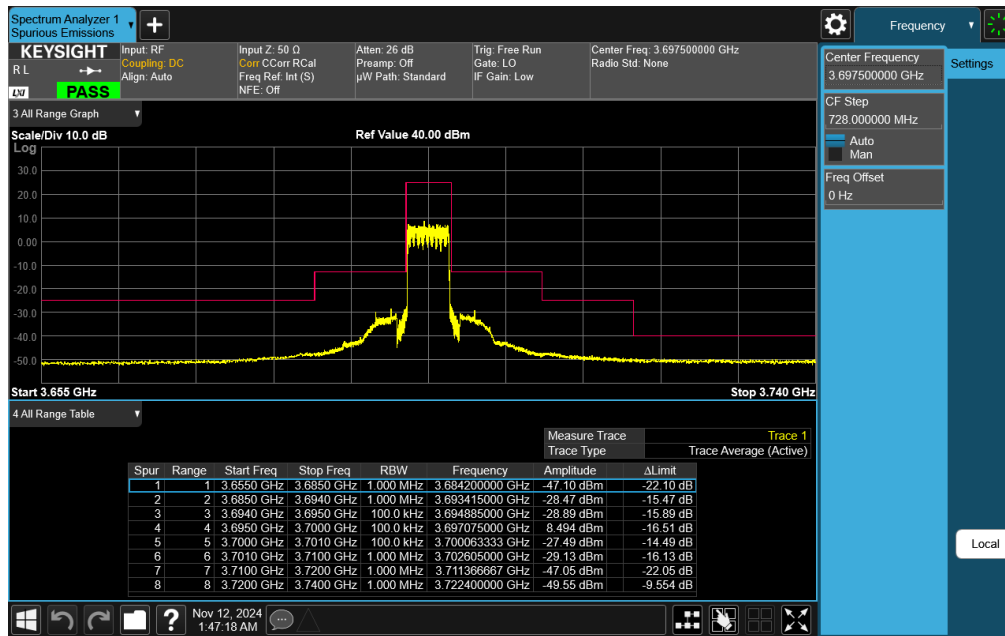 Spectrum Analyzer 1
Spurious Emissions
Frequency
KEYSIGHT
R L
LXI
PASS
Input: RF
Coupling: DC
Align: Auto
Input Z: 50 Ω
Corr CCorr RCal
Freq Ref: Int (S)
NFE: Off
Atten: 26 dB
Preamp: Off
µW Path: Standard
Trig: Free Run
Gate: LO
IF Gain: Low
Center Freq: 3.697500000 GHz
Radio Std: None
Center Frequency
3.697500000 GHz
Settings
CF Step
728.000000 MHz
Auto
Man
Freq Offset
0 Hz
3 All Range Graph
Scale/Div 10.0 dB
Ref Value 40.00 dBm
Log
30.0
20.0
10.0
0.00
-10.0
-20.0
-30.0
-40.0
-50.0
Start 3.655 GHz
Stop 3.740 GHz
4 All Range Table
Measure Trace Trace 1
Trace Type Trace Average (Active)
Spur Range Start Freq Stop Freq RBW Frequency Amplitude ΔLimit
1 1 3.6550 GHz 3.6850 GHz 1.000 MHz 3.684200000 GHz -47.10 dBm -22.10 dB
2 2 3.6850 GHz 3.6940 GHz 1.000 MHz 3.693415000 GHz -28.47 dBm -15.47 dB
3 3 3.6940 GHz 3.6950 GHz 100.0 kHz 3.694885000 GHz -28.89 dBm -15.89 dB
4 4 3.6950 GHz 3.7000 GHz 100.0 kHz 3.697075000 GHz 8.494 dBm -16.51 dB
5 5 3.7000 GHz 3.7010 GHz 100.0 kHz 3.700063333 GHz -27.49 dBm -14.49 dB
6 6 3.7010 GHz 3.7100 GHz 1.000 MHz 3.702605000 GHz -29.13 dBm -16.13 dB
7 7 3.7100 GHz 3.7200 GHz 1.000 MHz 3.711366667 GHz -47.05 dBm -22.05 dB
8 8 3.7200 GHz 3.7400 GHz 1.000 MHz 3.722400000 GHz -49.55 dBm -9.554 dB
Local
?
Nov 12, 2024
1:47:18 AM